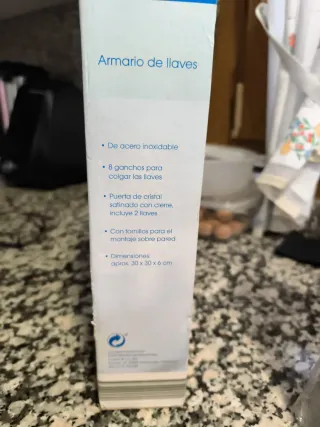 Armario de llaves
• De acero inoxidable
• 8 ganchos para
colgar las llaves
• Puerta de cristal
satinado con cierre,
incluye 2 llaves
• Con tornillos para el
montaje sobre pared
• Dimensiones
aprox. 30 x 30 x 6 cm